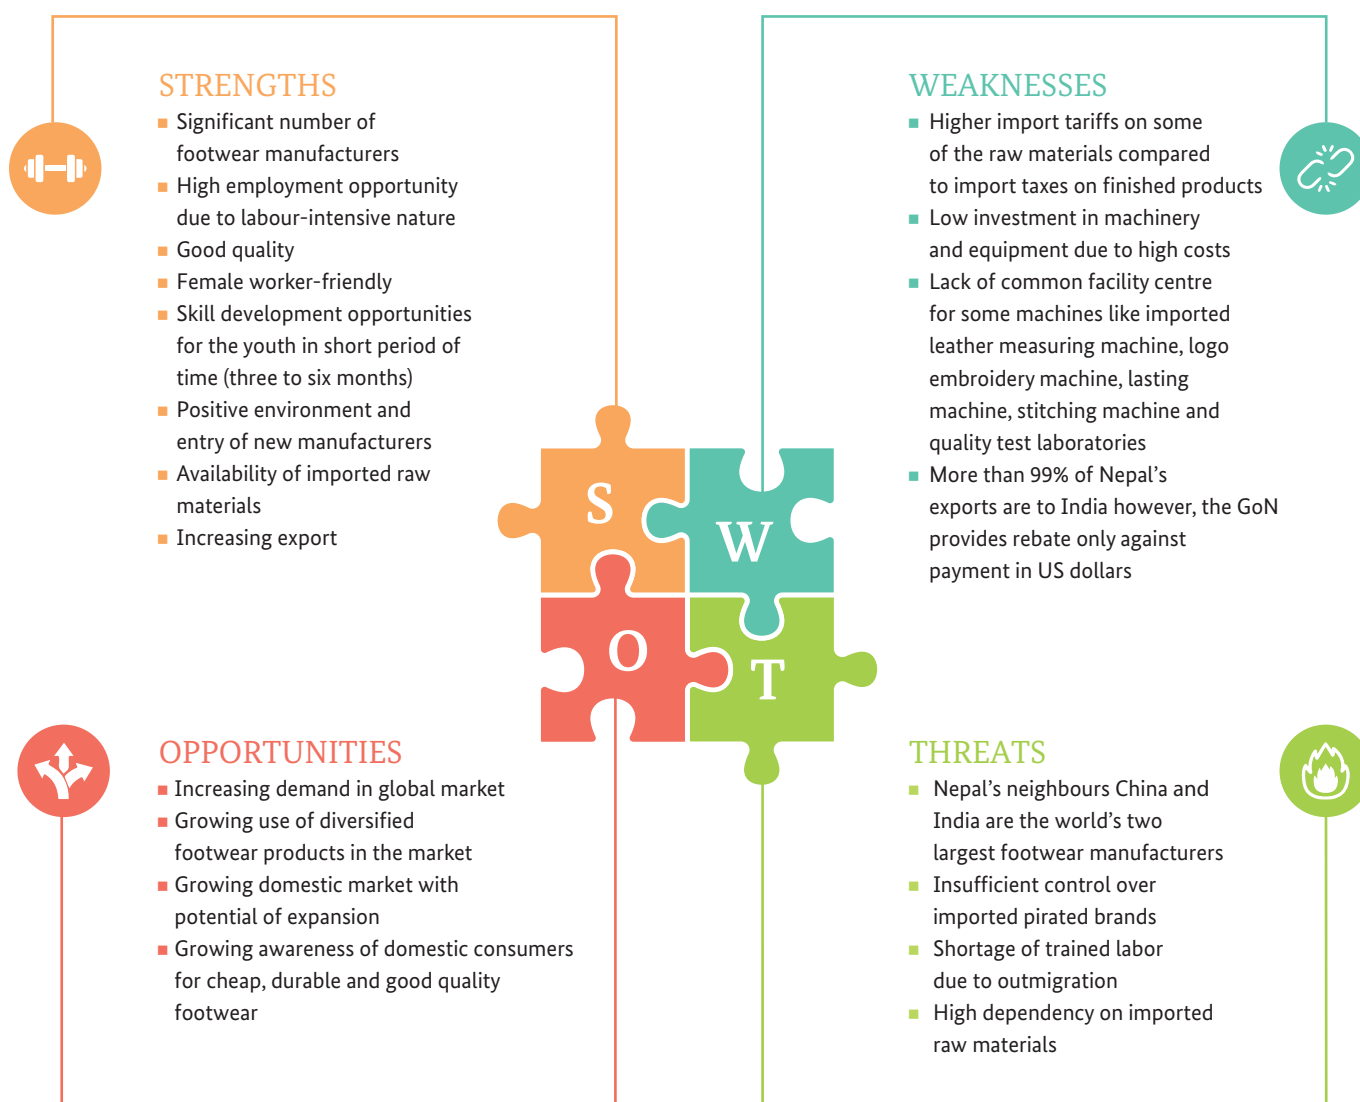 STRENGTHS
Significant number of
footwear manufacturers
High employment opportunity
due to labour-intensive nature
Good quality
Female worker-friendly
Skill development opportunities
for the youth in short period of
time (three to six months)
Positive environment and
entry of new manufacturers
Availability of imported raw
materials
Increasing export
WEAKNESSES
Higher import tariffs on some
of the raw materials compared
to import taxes on finished products
Low investment in machinery
and equipment due to high costs
Lack of common facility centre
for some machines like imported
leather measuring machine, logo
embroidery machine, lasting
machine, stitching machine and
quality test laboratories
More than 99% of Nepal's
exports are to India however, the GoN
provides rebate only against
payment in US dollars
S
W
O
T
OPPORTUNITIES
Increasing demand in global market
Growing use of diversified
footwear products in the market
Growing domestic market with
potential of expansion
Growing awareness of domestic consumers
for cheap, durable and good quality
footwear
THREATS
Nepal's neighbours China and
India are the world's two
largest footwear manufacturers
Insufficient control over
imported pirated brands
Shortage of trained labor
due to outmigration
High dependency on imported
raw materials